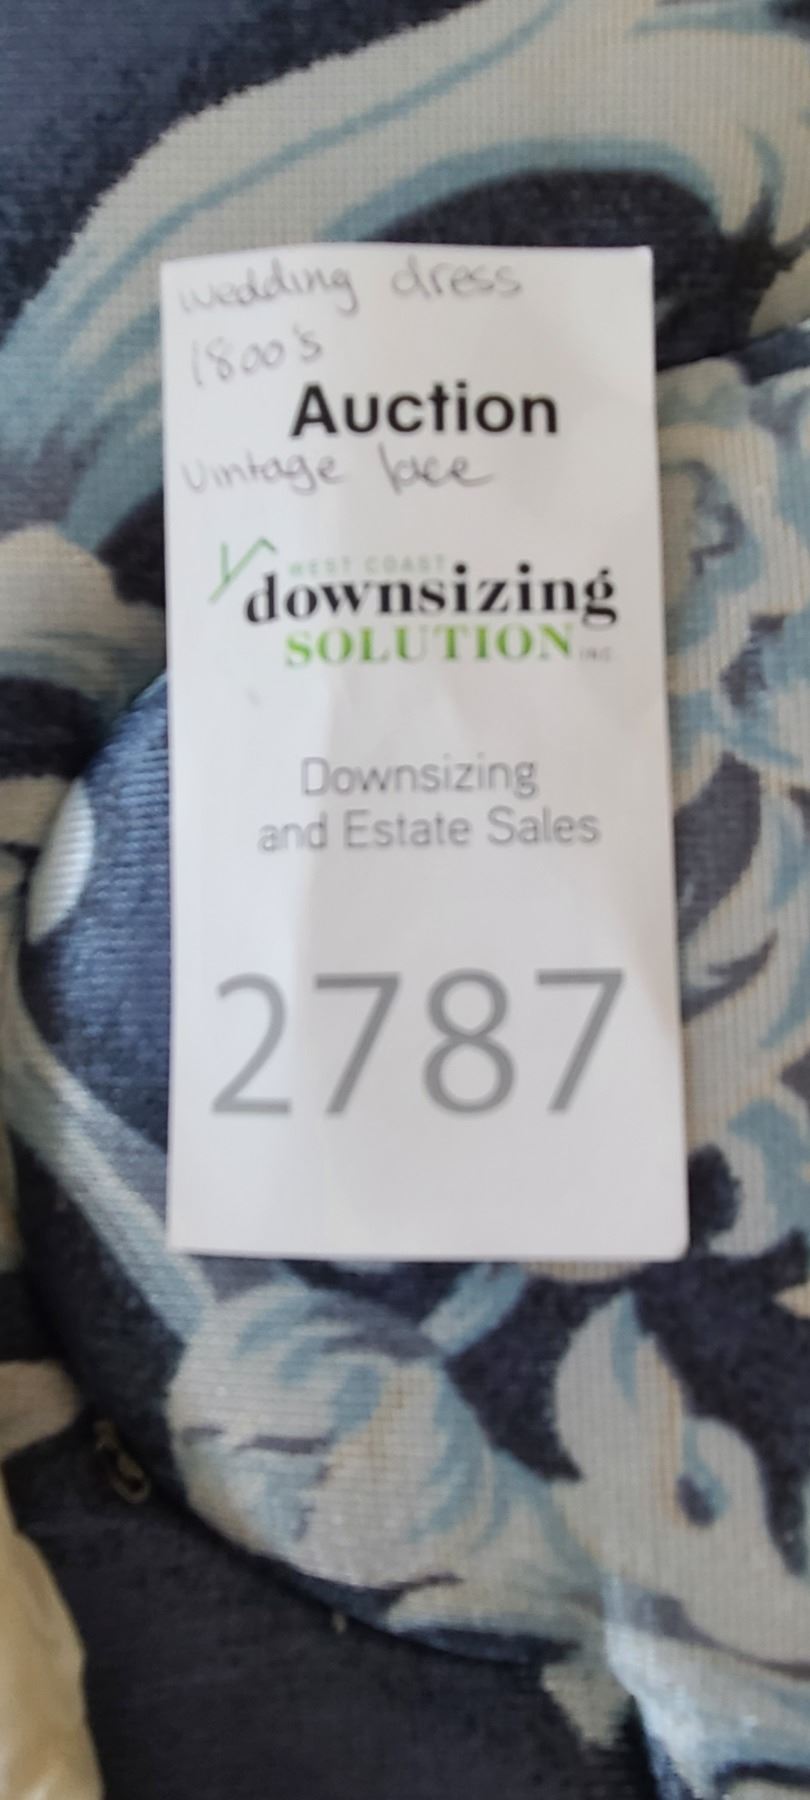 wedding dress
1800's
Auction
vintage lace
WEST COAST
downsizing
SOLUTION INC.
Downsizing
and Estate Sales
2787